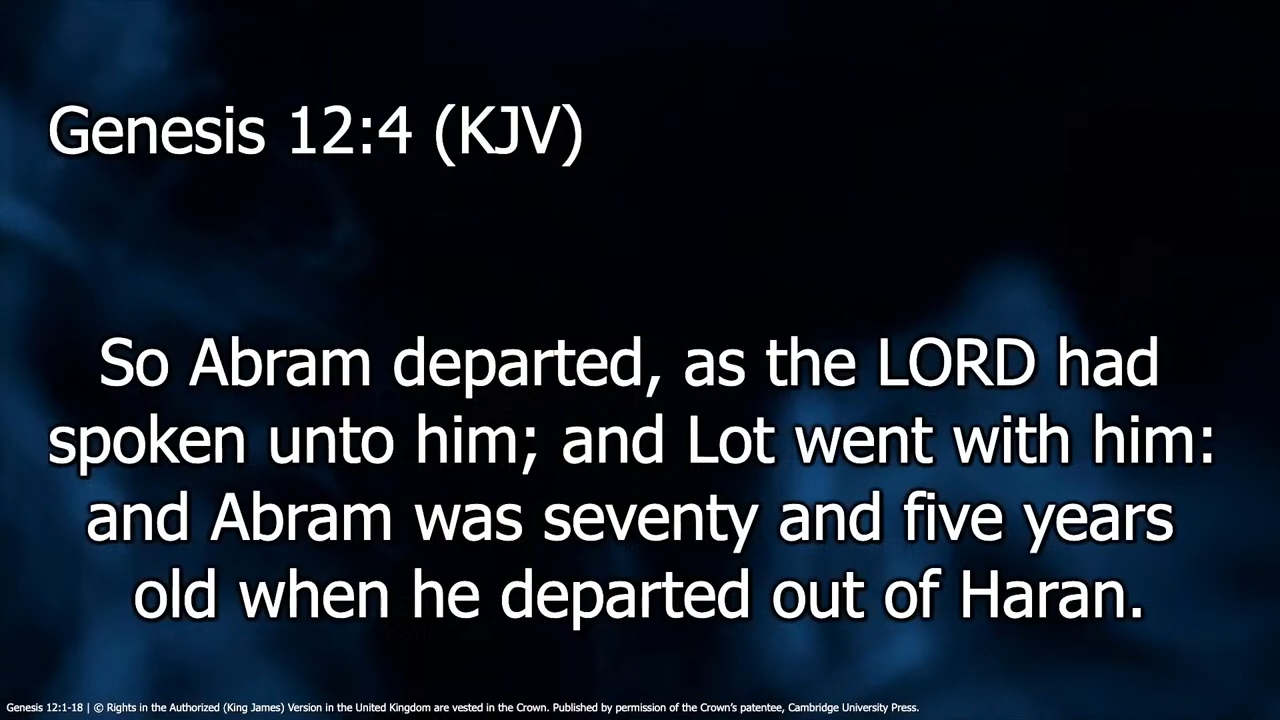 Genesis 12:4 (KJV)
So Abram departed, as the LORD had
spoken unto him; and Lot went with him:
and Abram was seventy and five years
old when he departed out of Haran.
Genesis 12:1-18 | © Rights in the Authorized (King James) Version in the United Kingdom are vested in the Crown. Published by permission of the Crown’s patentee, Cambridge University Press.